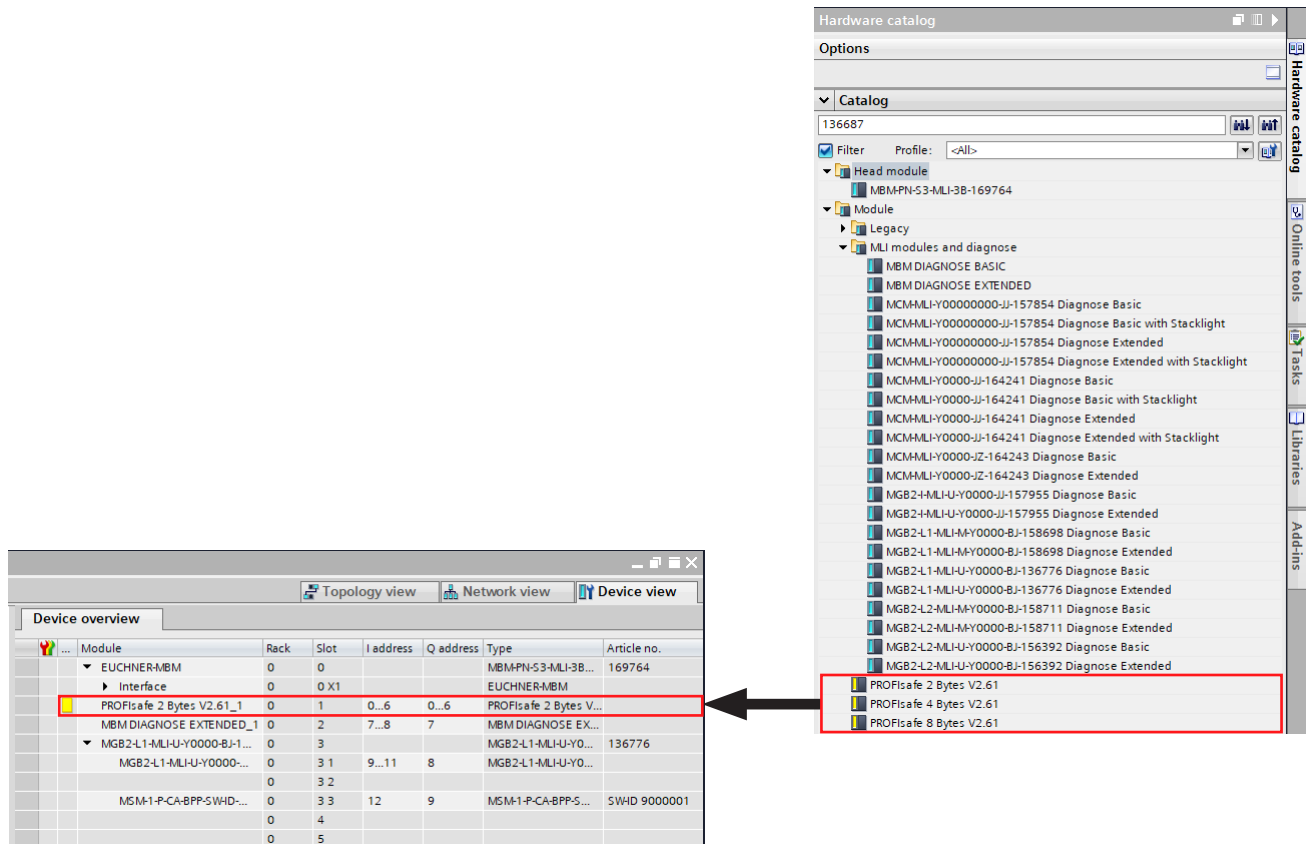 Hardware catalog
Options
Catalog
136687
Filter Profile: <All>
Head module
MBM-PN-S3-MLI-3B-169764
Module
Legacy
MLI modules and diagnose
MBM DIAGNOSE BASIC
MBM DIAGNOSE EXTENDED
MCM-MLI-Y00000000-JJ-157854 Diagnose Basic
MCM-MLI-Y00000000-JJ-157854 Diagnose Basic with Stacklight
MCM-MLI-Y00000000-JJ-157854 Diagnose Extended
MCM-MLI-Y00000000-JJ-157854 Diagnose Extended with Stacklight
MCM-MLI-Y0000-JJ-164241 Diagnose Basic
MCM-MLI-Y0000-JJ-164241 Diagnose Basic with Stacklight
MCM-MLI-Y0000-JJ-164241 Diagnose Extended
MCM-MLI-Y0000-JJ-164241 Diagnose Extended with Stacklight
MCM-MLI-Y0000-JZ-164243 Diagnose Basic
MCM-MLI-Y0000-JZ-164243 Diagnose Extended
MGB2-I-MLI-U-Y0000-JJ-157955 Diagnose Basic
MGB2-I-MLI-U-Y0000-JJ-157955 Diagnose Extended
MGB2-L1-MLI-M-Y0000-BJ-158698 Diagnose Basic
MGB2-L1-MLI-M-Y0000-BJ-158698 Diagnose Extended
MGB2-L1-MLI-U-Y0000-BJ-136776 Diagnose Basic
MGB2-L1-MLI-U-Y0000-BJ-136776 Diagnose Extended
MGB2-L2-MLI-M-Y0000-BJ-158711 Diagnose Basic
MGB2-L2-MLI-M-Y0000-BJ-158711 Diagnose Extended
MGB2-L2-MLI-U-Y0000-BJ-156392 Diagnose Basic
MGB2-L2-MLI-U-Y0000-BJ-156392 Diagnose Extended
PROFIsafe 2 Bytes V2.61
PROFIsafe 4 Bytes V2.61
PROFIsafe 8 Bytes V2.61
Hardware catalog
Online tools
Tasks
Libraries
Add-ins
Topology view Network view Device view
Device overview
... Module Rack Slot I address Q address Type Article no.
EUCHNER-MBM 0 0 MBM-PN-S3-MLI-3B... 169764
Interface 0 0 X1 EUCHNER-MBM
PROFIsafe 2 Bytes V2.61_1 0 1 0...6 0...6 PROFIsafe 2 Bytes V...
MBM DIAGNOSE EXTENDED_1 0 2 7...8 7 MBM DIAGNOSE EX...
MGB2-L1-MLI-U-Y0000-BJ-1... 0 3 MGB2-L1-MLI-U-Y0... 136776
MGB2-L1-MLI-U-Y0000-... 0 3 1 9...11 8 MGB2-L1-MLI-U-Y0...
0 3 2
MSM-1-P-CA-BPP-SW-ID-... 0 3 3 12 9 MSM-1-P-CA-BPP-S... SW-ID 9000001
0 4
0 5